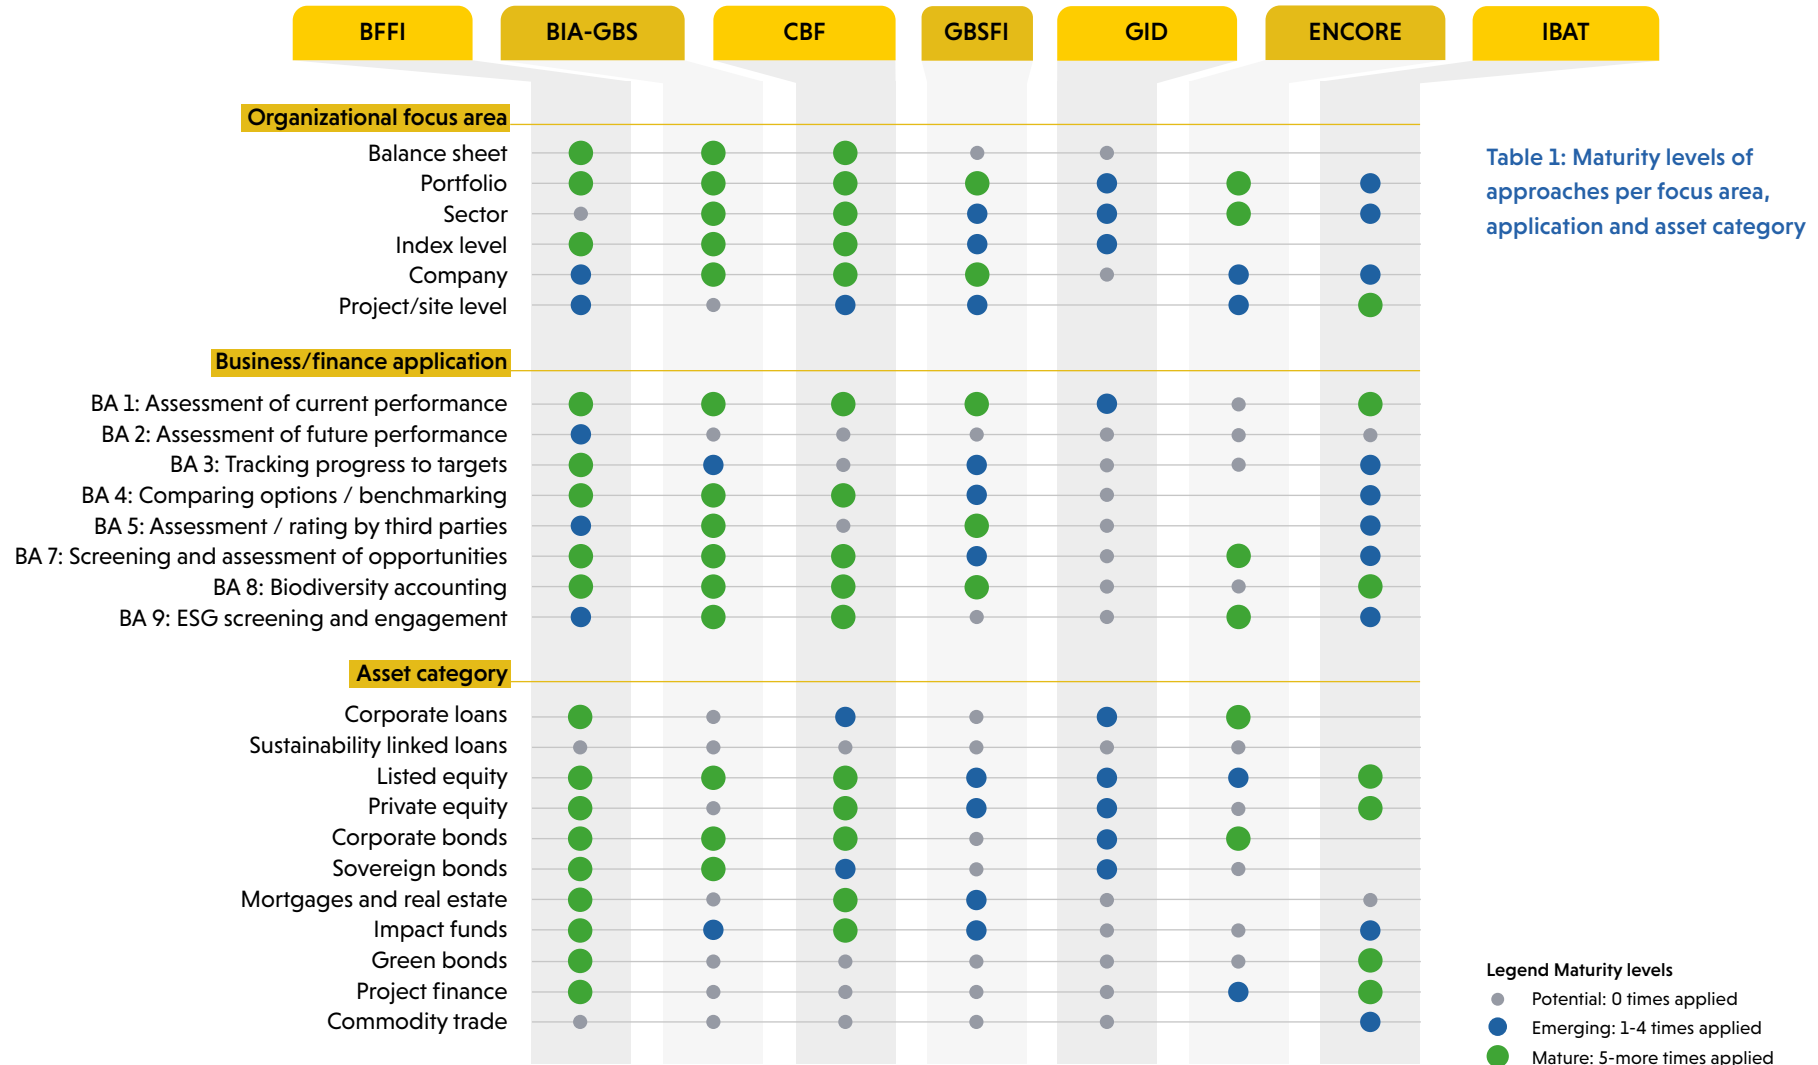 BFFI BIA-GBS CBF GBSFI GID ENCORE IBAT
Organizational focus area
Balance sheet
Portfolio
Sector
Index level
Company
Project/site level
Table 1: Maturity levels of
approaches per focus area,
application and asset category
Business/finance application
BA 1: Assessment of current performance
BA 2: Assessment of future performance
BA 3: Tracking progress to targets
BA 4: Comparing options / benchmarking
BA 5: Assessment / rating by third parties
BA 7: Screening and assessment of opportunities
BA 8: Biodiversity accounting
BA 9: ESG screening and engagement
Asset category
Corporate loans
Sustainability linked loans
Listed equity
Private equity
Corporate bonds
Sovereign bonds
Mortgages and real estate
Impact funds
Green bonds
Project finance
Commodity trade
Legend Maturity levels
Potential: 0 times applied
Emerging: 1-4 times applied
Mature: 5-more times applied